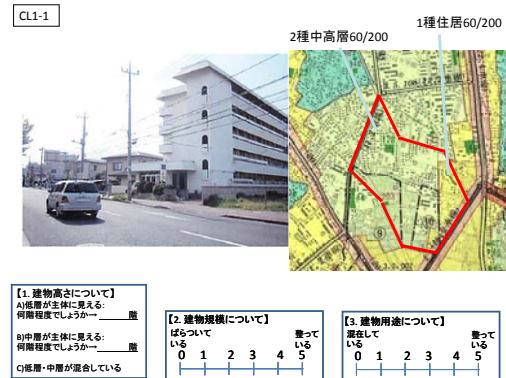 CL1-1
1種住居60/200
2種中高層60/200
⑨
【1. 建物高さについて】
A)低層が主体に見える:
何階程度でしょうか→ 階
B)中層が主体に見える:
何階程度でしょうか→ 階
C)低層・中層が混合している
【2. 建物規模について】
ばらついて
いる
整って
いる
0 1 2 3 4 5
【3. 建物用途について】
混在して
いる
整って
いる
0 1 2 3 4 5